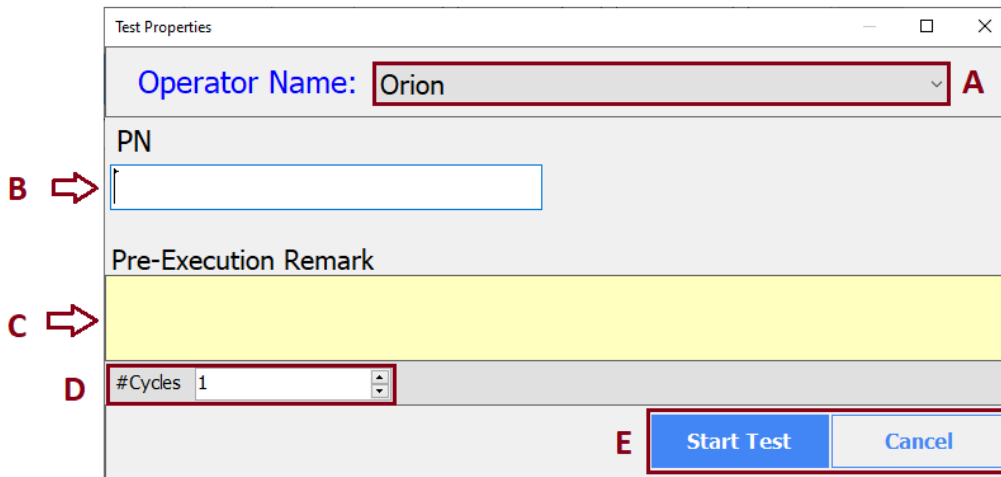 Test Properties
Operator Name: Orion A
PN
B
Pre-Execution Remark
C
D #Cycles 1
E Start Test Cancel